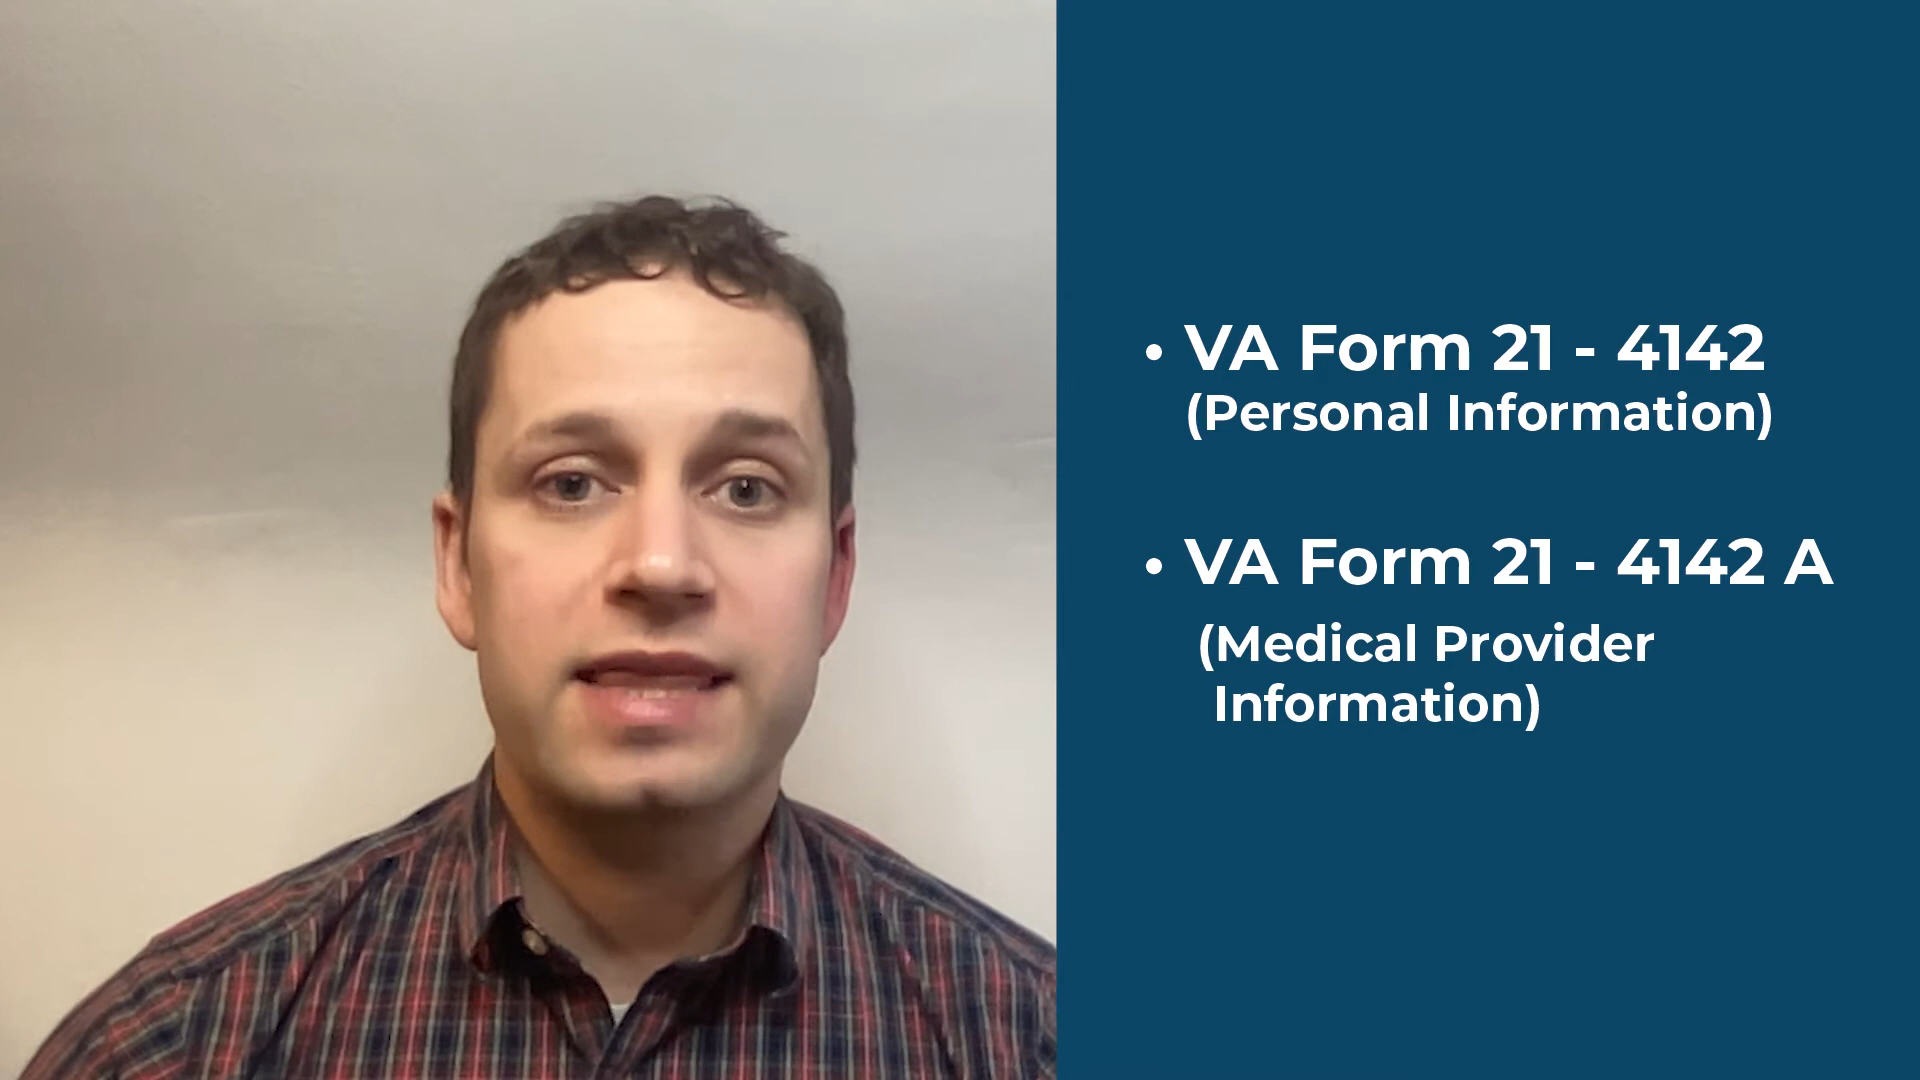 • VA Form 21 - 4142
(Personal Information)
• VA Form 21 - 4142 A
(Medical Provider
Information)